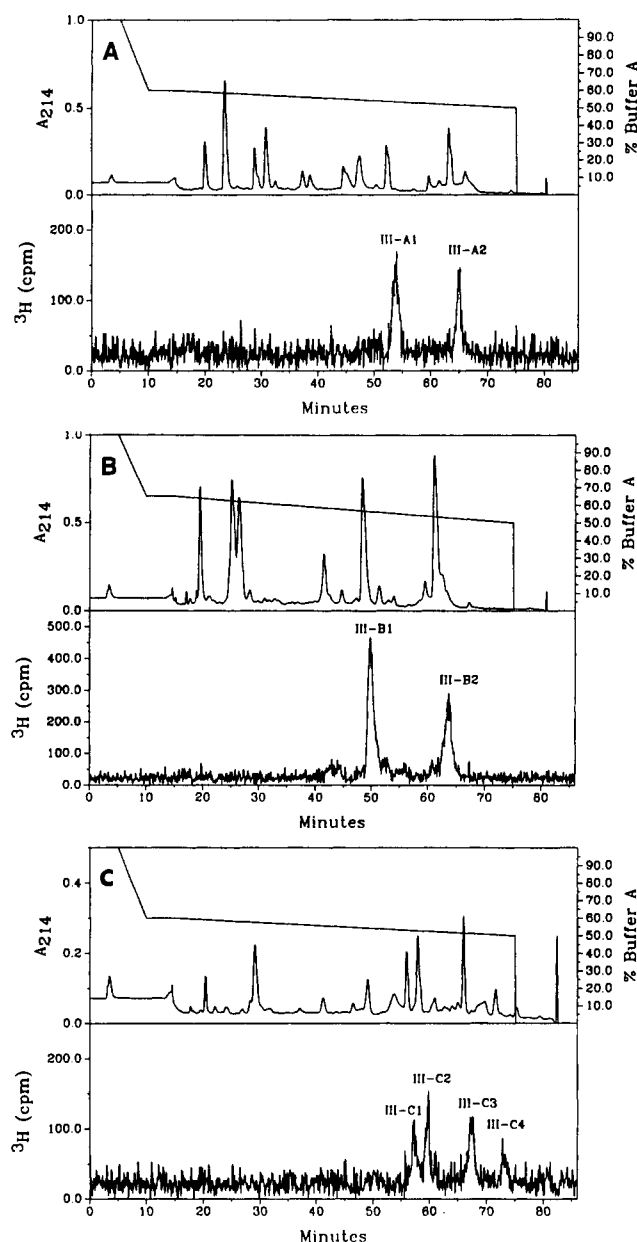 A
A214
% Buffer A
1.0
0.5
0.0
90.0
80.0
70.0
60.0
50.0
40.0
30.0
20.0
10.0
3H (cpm)
200.0
100.0
0.0
III-A1
III-A2
0 10 20 30 40 50 60 70 80
Minutes
B
A214
% Buffer A
1.0
0.5
0.0
90.0
80.0
70.0
60.0
50.0
40.0
30.0
20.0
10.0
3H (cpm)
500.0
400.0
300.0
200.0
100.0
0.0
III-B1
III-B2
0 10 20 30 40 50 60 70 80
Minutes
C
A214
% Buffer A
0.4
0.2
0.0
90.0
80.0
70.0
60.0
50.0
40.0
30.0
20.0
10.0
3H (cpm)
200.0
100.0
0.0
III-C1
III-C2
III-C3
III-C4
0 10 20 30 40 50 60 70 80
Minutes